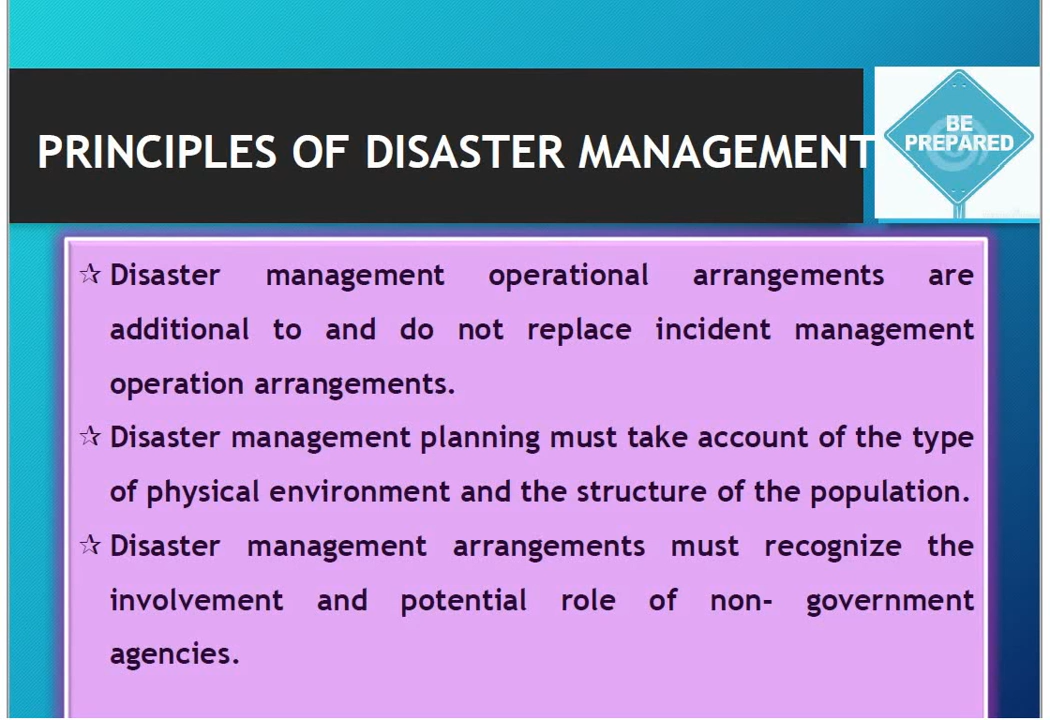 PRINCIPLES OF DISASTER MANAGEMENT
BE
PREPARED
☆ Disaster management operational arrangements are
additional to and do not replace incident management
operation arrangements.
☆ Disaster management planning must take account of the type
of physical environment and the structure of the population.
☆ Disaster management arrangements must recognize the
involvement and potential role of non- government
agencies.